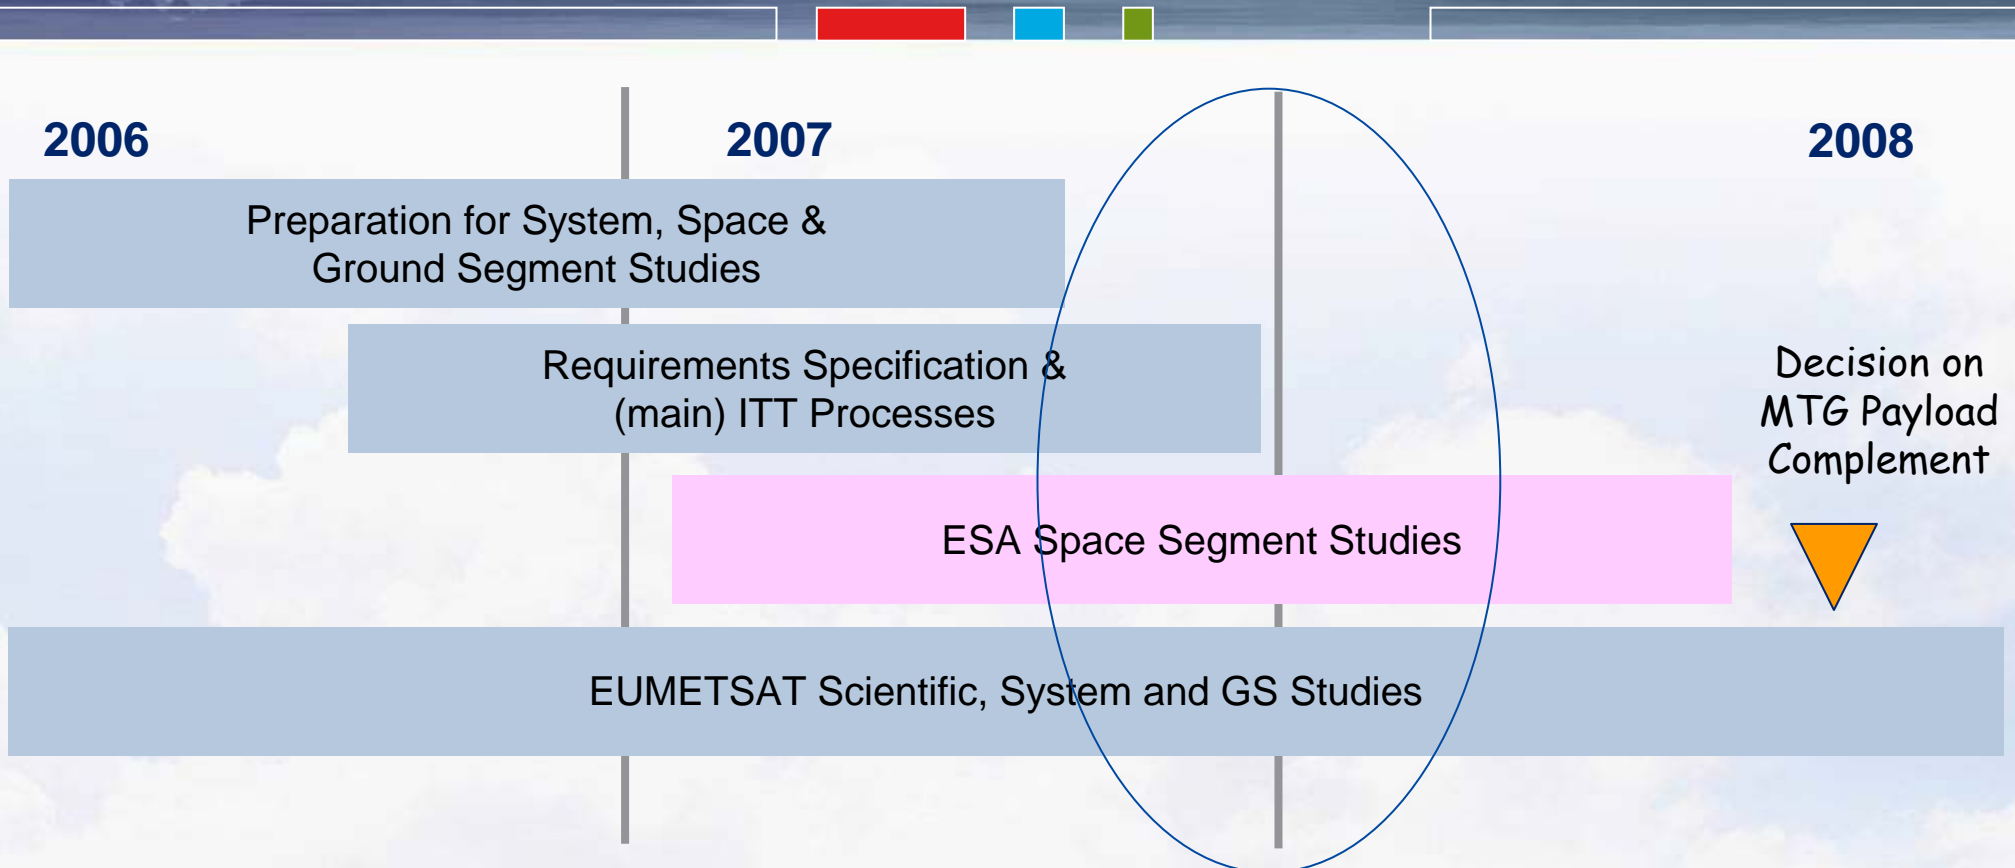 2006
2007
2008
Preparation for System, Space &
Ground Segment Studies
Requirements Specification &
(main) ITT Processes
Decision on
MTG Payload
Complement
ESA Space Segment Studies
EUMETSAT Scientific, System and GS Studies